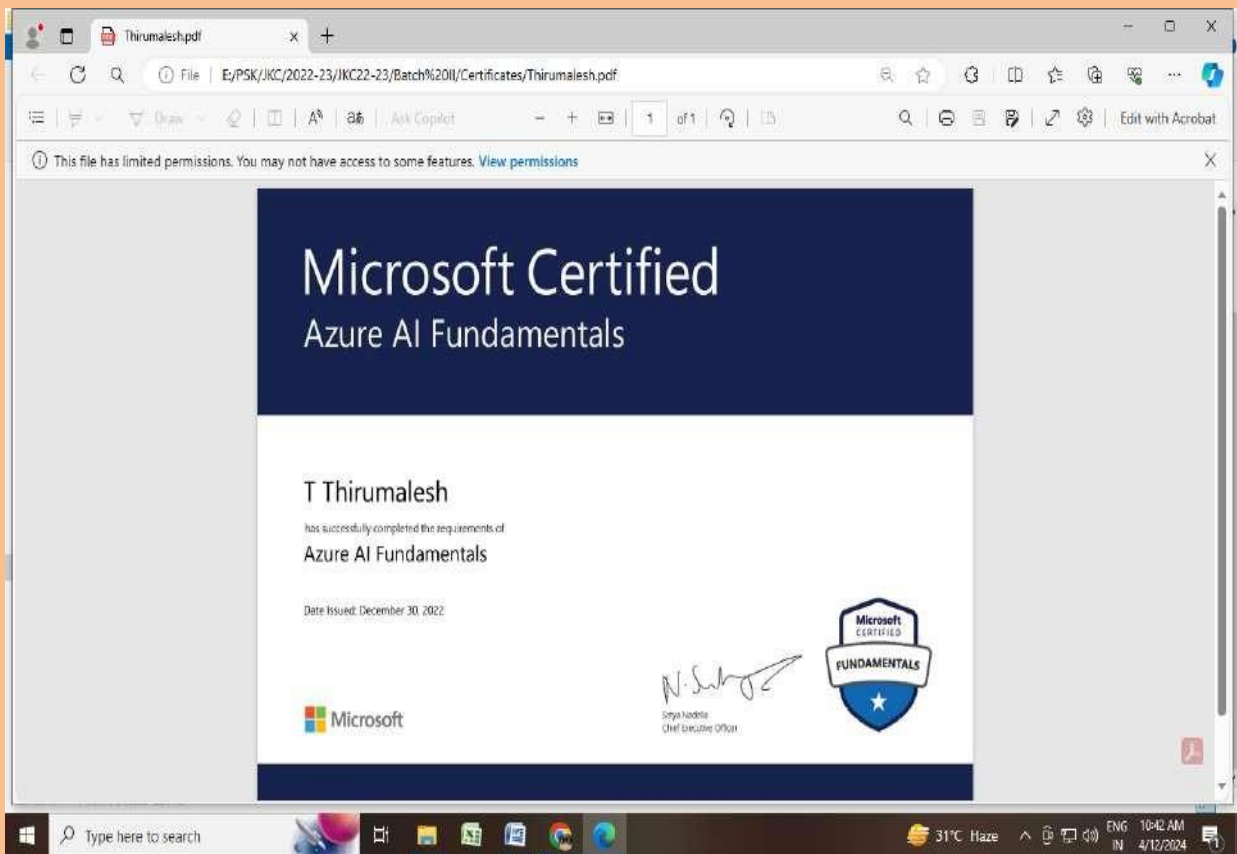 Thirumalesh.pdf
File E:/PSK/JKC/2022-23/JKC22-23/Batch%20II/Certificates/Thirumalesh.pdf
Draw Ask Copilot 1 of 1 Edit with Acrobat
This file has limited permissions. You may not have access to some features. View permissions
Microsoft Certified
Azure AI Fundamentals
T Thirumalesh
has successfully completed the requirements of
Azure AI Fundamentals
Date Issued: December 30, 2022
Microsoft
CERTIFIED
FUNDAMENTALS
Satya Nadella
Chief Executive Officer
Microsoft
Type here to search
31°C Haze
ENG 10:42 AM
IN 4/12/2024